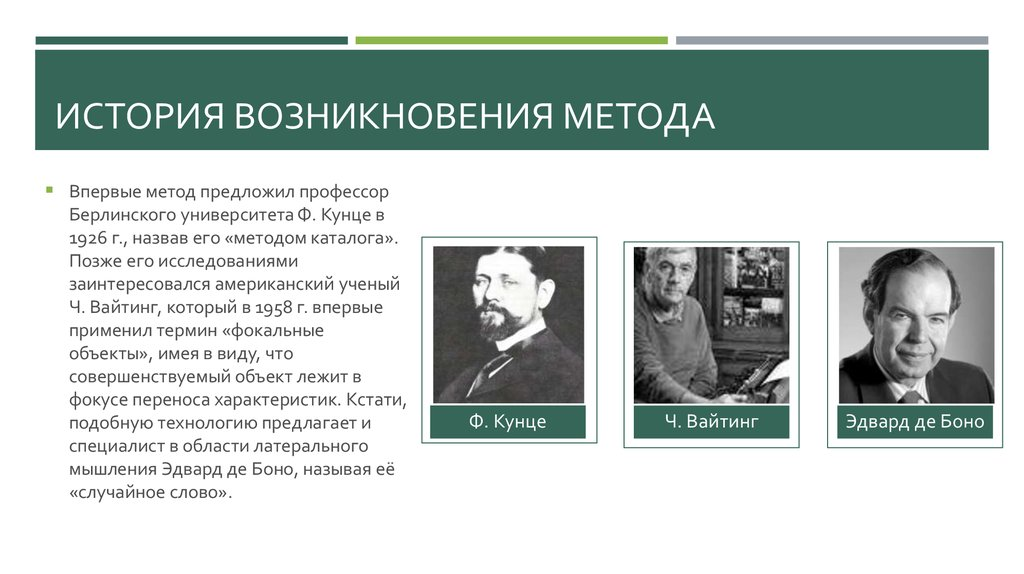 ИСТОРИЯ ВОЗНИКНОВЕНИЯ МЕТОДА
Впервые метод предложил профессор
Берлинского университета Ф. Кунце в
1926 г., назвав его «методом каталога».
Позже его исследованиями
заинтересовался американский ученый
Ч. Вайтинг, который в 1958 г. впервые
применил термин «фокальные
объекты», имея в виду, что
совершенствуемый объект лежит в
фокусе переноса характеристик. Кстати,
подобную технологию предлагает и
специалист в области латерального
мышления Эдвард де Боно, называя её
«случайное слово».
Ф. Кунце
Ч. Вайтинг
Эдвард де Боно